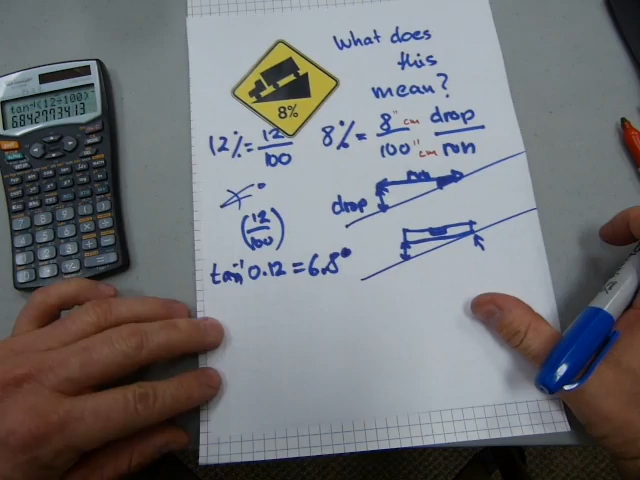 What does
this
mean?
8%
12% = 12/100
8% = 8" cm/100" cm drop/run
run
drop
∡°
(12/100)
tan⁻¹ 0.12 = 6.8°
tan⁻¹(12÷100)
6.842773413